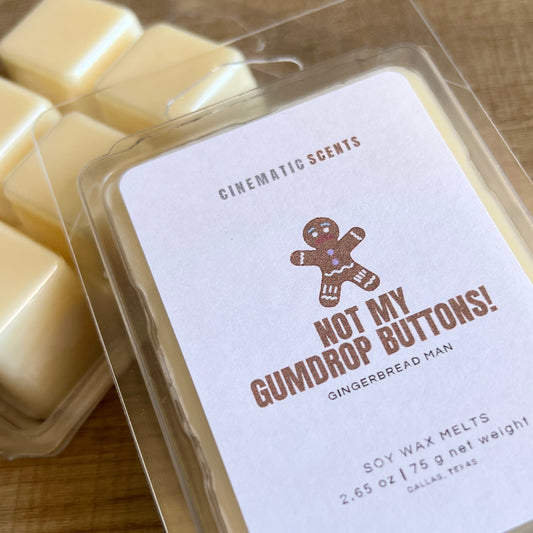 CINEMATIC SCENTS
NOT MY
GUMDROP BUTTONS!
GINGERBREAD MAN
SOY WAX MELTS
2.65 oz | 75 g net weight
DALLAS, TEXAS